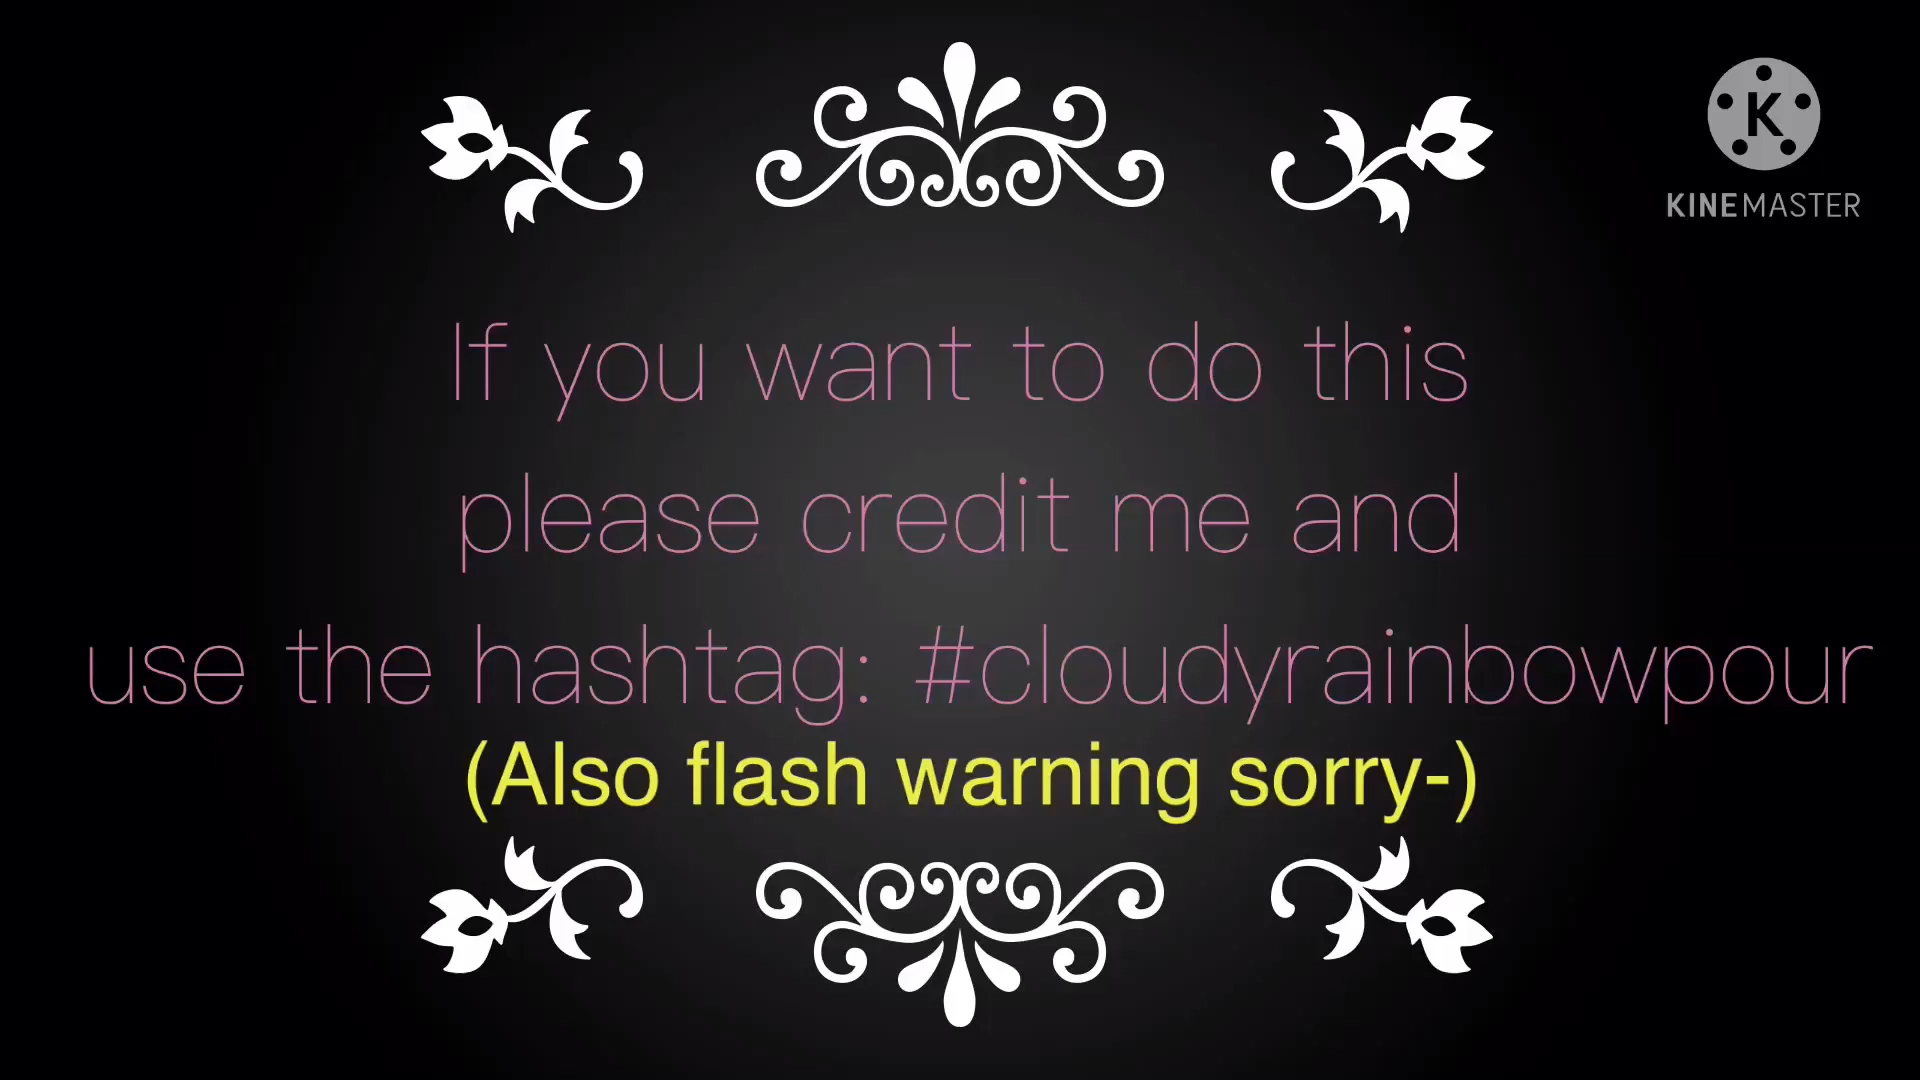 K
KINEMASTER
If you want to do this
please credit me and
use the hashtag: #cloudyrainbowpour
(Also flash warning sorry-)